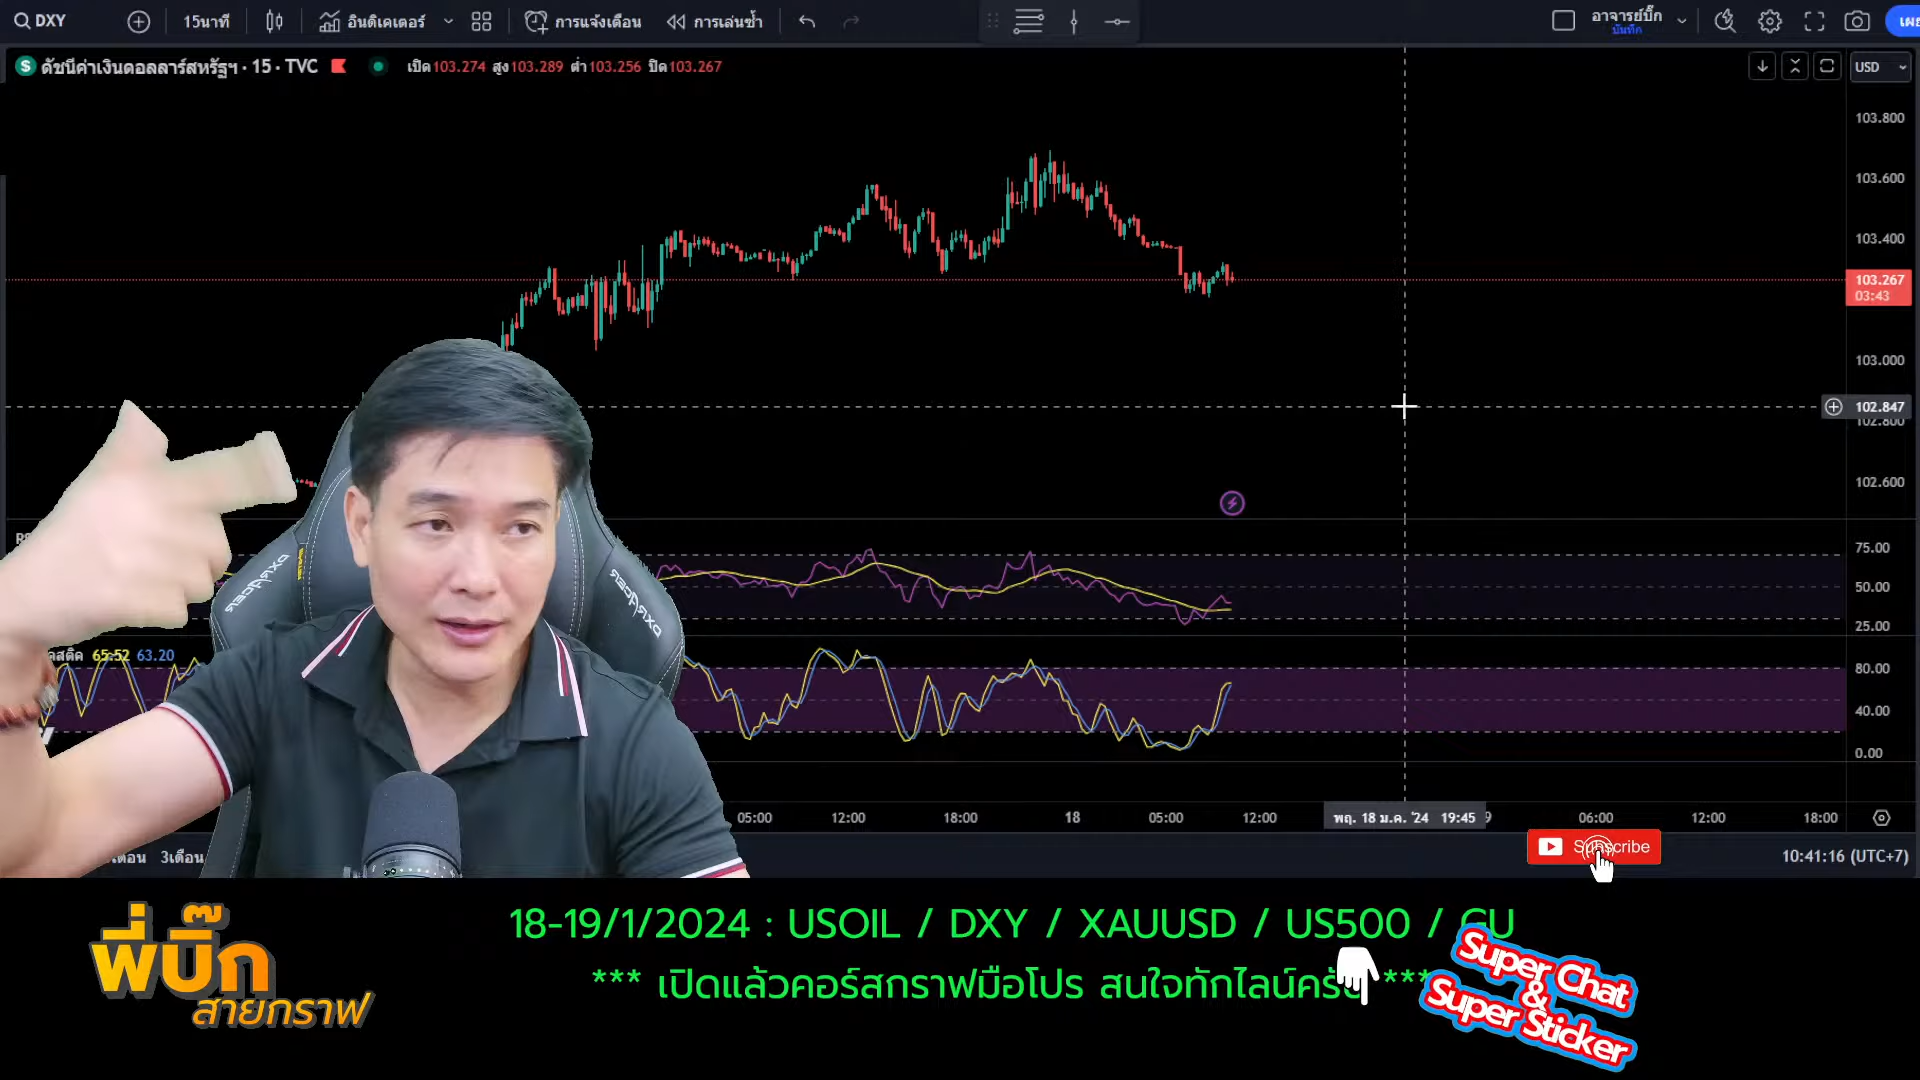 DXY
15นาที
อินดิเคเตอร์
การแจ้งเตือน
การเล่นซ้ำ
อาจารย์บิ๊ก
บันทึก
เผย
ดัชนีค่าเงินดอลลาร์สหรัฐฯ · 15 · TVC
เปิด103.274 สูง103.289 ต่ำ103.256 ปิด103.267
USD
103.800
103.600
103.400
103.267
03:43
103.000
102.847
102.800
102.600
75.00
50.00
25.00
65.52 63.20
80.00
40.00
0.00
DXRACER
DXRACER
05:00 12:00 18:00 18 05:00 12:00 พฤ. 18 ม.ค. '24 19:45 06:00 12:00 18:00
3เดือน
Subscribe
10:41:16 (UTC+7)
พี่บิ๊ก
สายกราฟ
18-19/1/2024 : USOIL / DXY / XAUUSD / US500 / GU
*** เปิดแล้วคอร์สกราฟมือโปร สนใจทักไลน์ครับ ***
Super Chat
&
Super Sticker